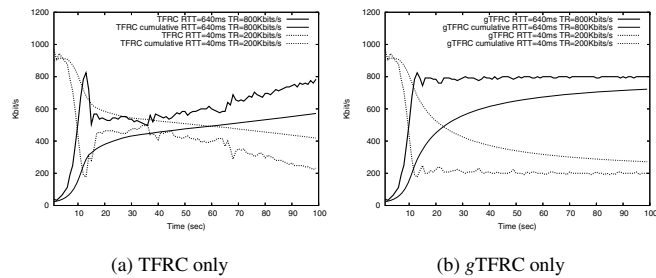 TFRC RTT=640ms TR=800Kbits/s
TFRC cumulative RTT=640ms TR=800Kbits/s
TFRC RTT=40ms TR=200Kbits/s
TFRC cumulative RTT=40ms TR=200Kbits/s
1200
1000
800
600
400
200
0
Kbit/s
10 20 30 40 50 60 70 80 90 100
Time (sec)
(a) TFRC only
gTFRC RTT=640ms TR=800Kbits/s
gTFRC cumulative RTT=640ms TR=800Kbits/s
gTFRC RTT=40ms TR=200Kbits/s
gTFRC cumulative RTT=40ms TR=200Kbits/s
1200
1000
800
600
400
200
0
Kbit/s
10 20 30 40 50 60 70 80 90 100
Time (sec)
(b) gTFRC only